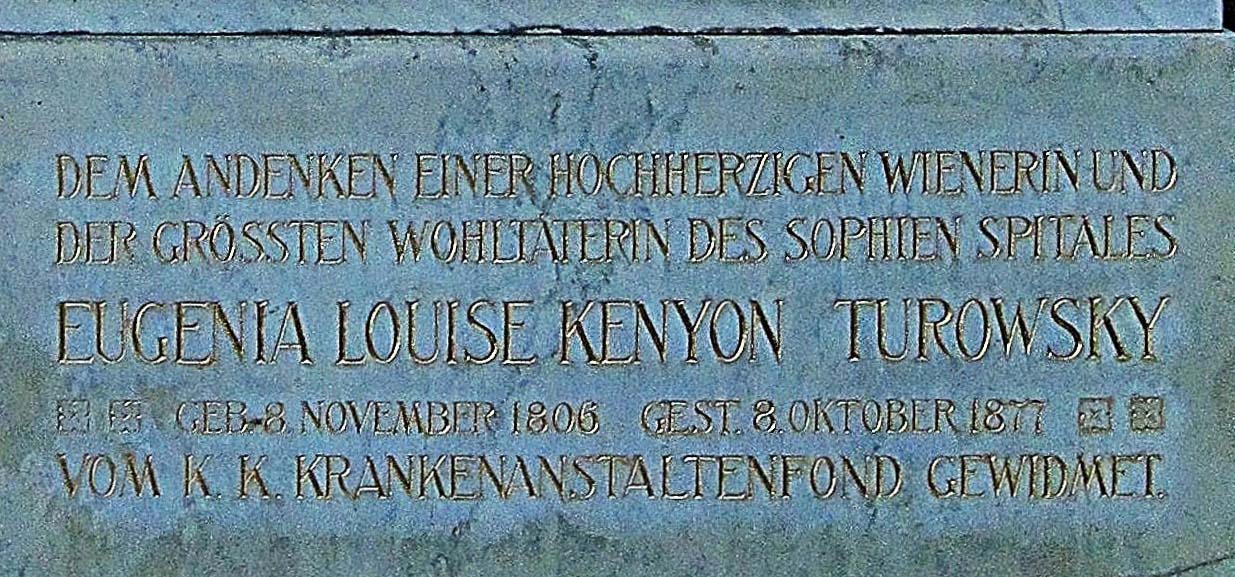 DEM ANDENKEN EINER HOCHHERZIGEN WIENERIN UND
DER GRÖSSTEN WOHLTÄTERIN DES SOPHIEN SPITALES
EUGENIA LOUISE KENYON TUROWSKY
GEB. 8 NOVEMBER 1806 GEST. 8. OKTOBER 1877
VOM K. K. KRANKENANSTALTENFOND GEWIDMET.